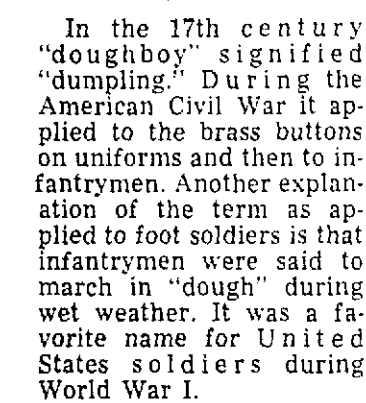 In the 17th century
"doughboy" signified
"dumpling." During the
American Civil War it ap-
plied to the brass buttons
on uniforms and then to in-
fantrymen. Another explan-
ation of the term as ap-
plied to foot soldiers is that
infantrymen were said to
march in "dough" during
wet weather. It was a fa-
vorite name for United
States soldiers during
World War I.